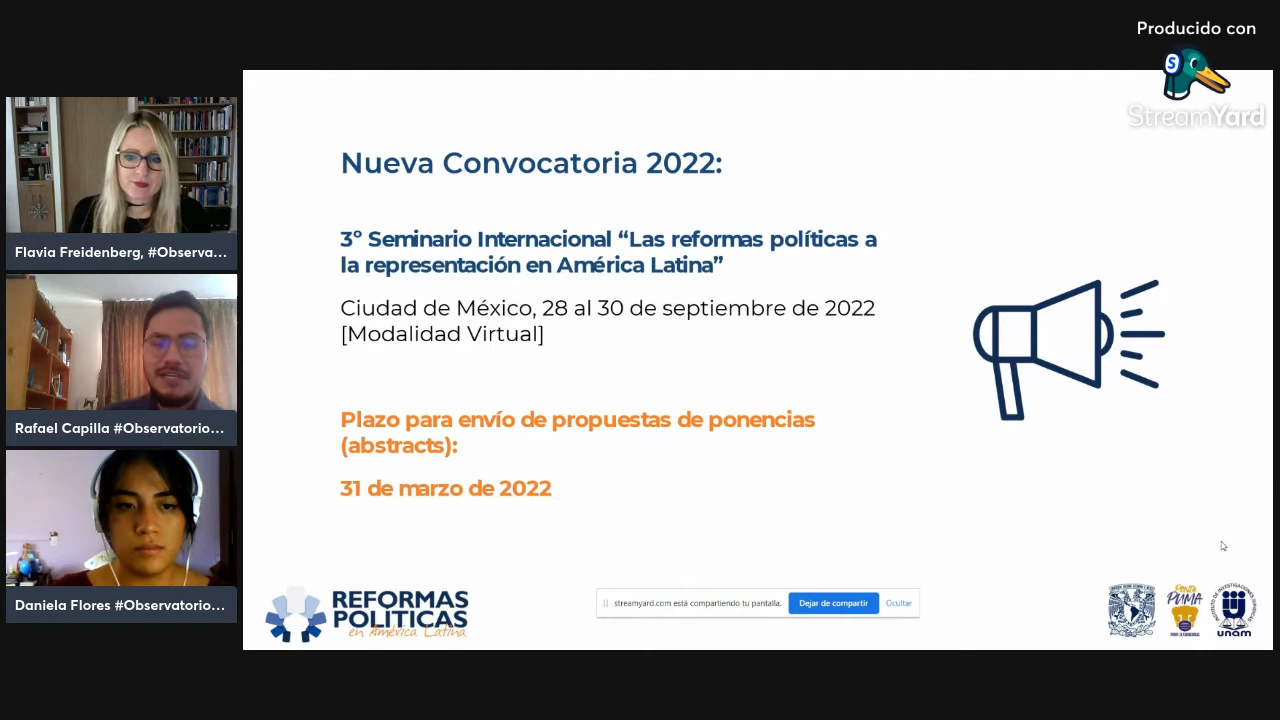 Producido con
StreamYard
Flavia Freidenberg, #Observa...
Rafael Capilla #Observatorio...
Daniela Flores #Observatorio...
Nueva Convocatoria 2022:
3° Seminario Internacional “Las reformas políticas a
la representación en América Latina”
Ciudad de México, 28 al 30 de septiembre de 2022
[Modalidad Virtual]
Plazo para envío de propuestas de ponencias
(abstracts):
31 de marzo de 2022
REFORMAS
POLÍTICAS
en América Latina
streamyard.com está compartiendo tu pantalla.
Dejar de compartir
Ocultar
PONTE
PUMA
unam